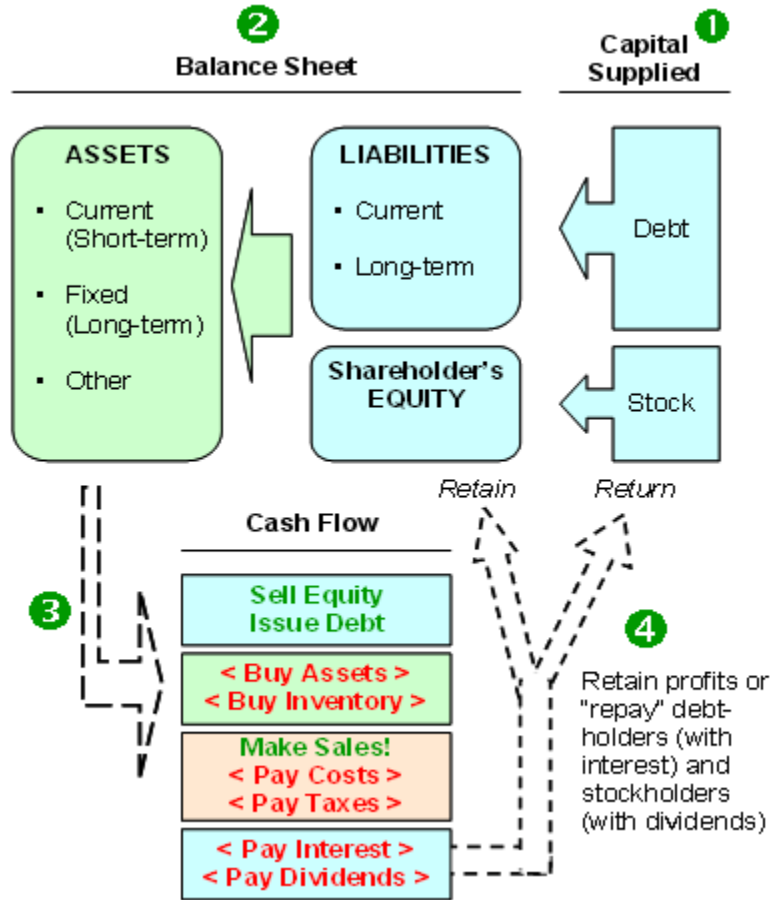 2
Balance Sheet
Capital
Supplied
1
ASSETS
▪ Current
(Short-term)
▪ Fixed
(Long-term)
▪ Other
LIABILITIES
▪ Current
▪ Long-term
Debt
Shareholder's
EQUITY
Stock
Retain
Return
Cash Flow
3
Sell Equity
Issue Debt
< Buy Assets >
< Buy Inventory >
Make Sales!
< Pay Costs >
< Pay Taxes >
< Pay Interest >
< Pay Dividends >
4
Retain profits or
"repay" debt-
holders (with
interest) and
stockholders
(with dividends)